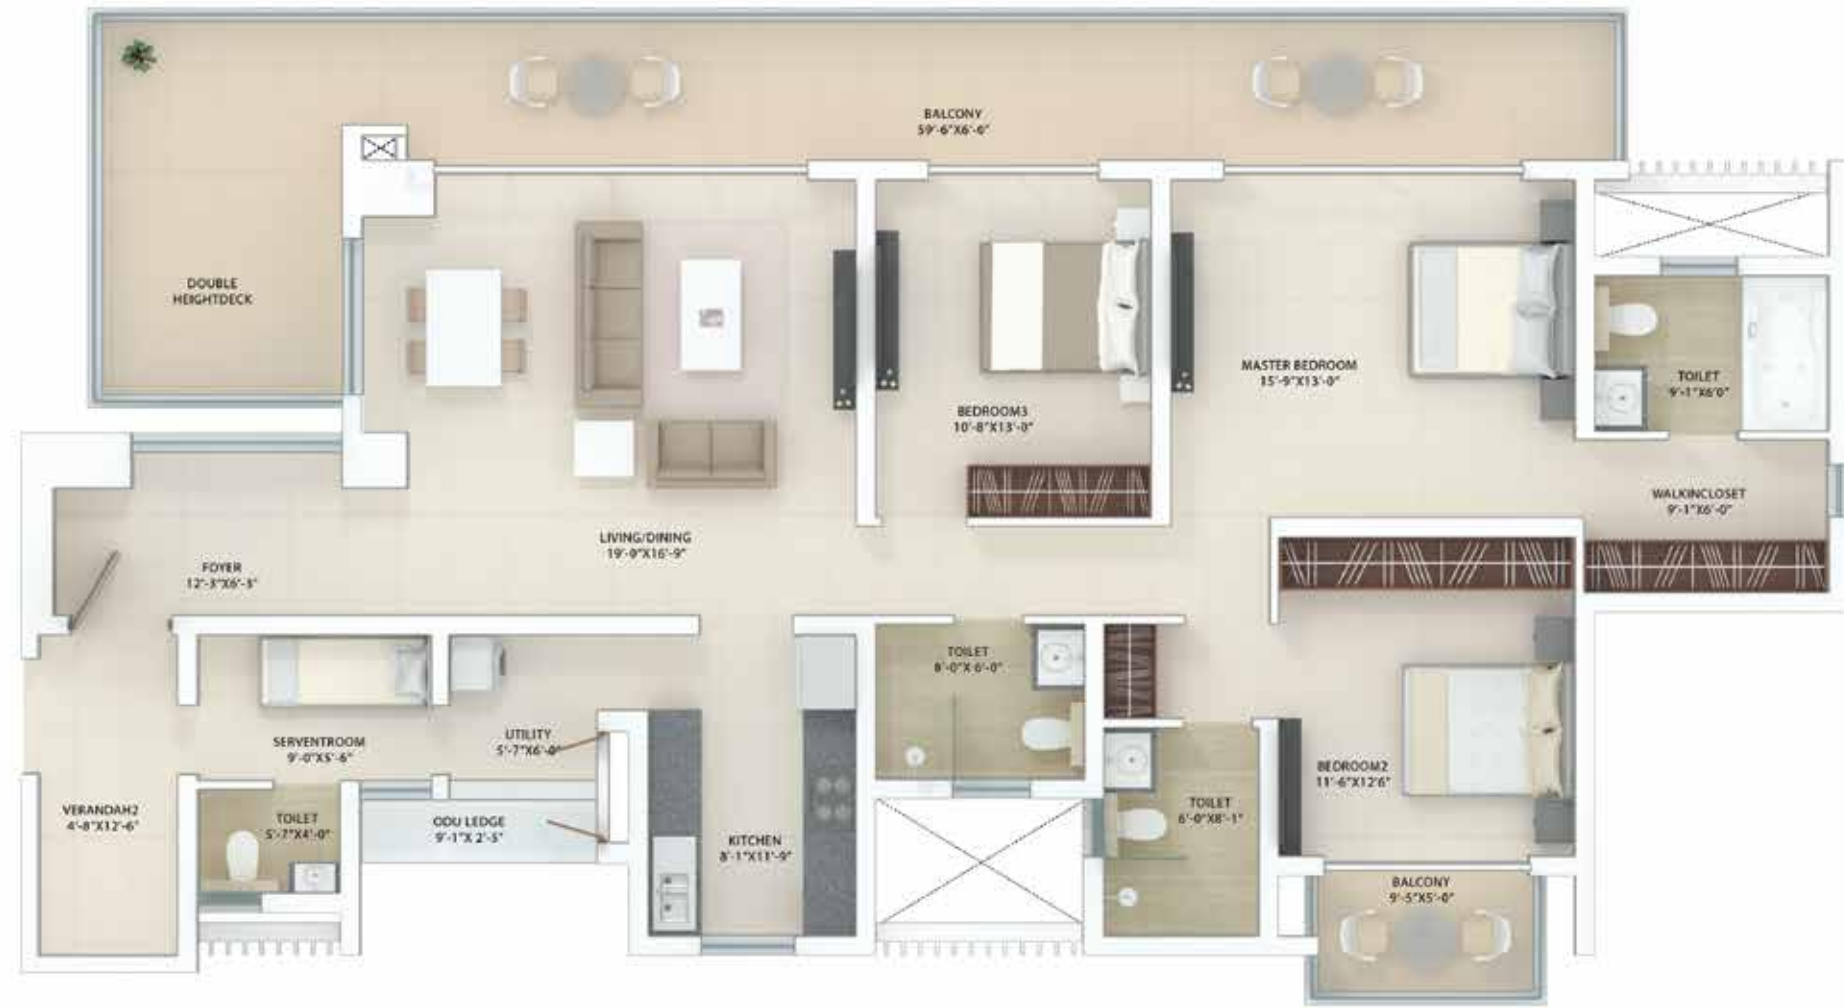 BALCONY
59'-6"X6'-0"
DOUBLE
HEIGHTDECK
MASTER BEDROOM
15'-9"X13'-0"
TOILET
9'-1"X6'0"
BEDROOM3
10'-8"X13'-0"
WALKINCLOSET
9'-1"X6'-0"
LIVING/DINING
19'-9"X16'-9"
FOYER
12'-3"X6'-3"
TOILET
8'-0"X 6'-0"
SERVENTROOM
9'-0"X5'-6"
UTILITY
5'-7"X6'-0"
BEDROOM2
11'-6"X12'6"
VERANDAH2
4'-8"X12'-6"
TOILET
5'-7"X4'-0"
ODU LEDGE
9'-1"X 2'-5"
TOILET
6'-0"X8'-1"
KITCHEN
8'-1"X11'-9"
BALCONY
9'-5"X5'-0"